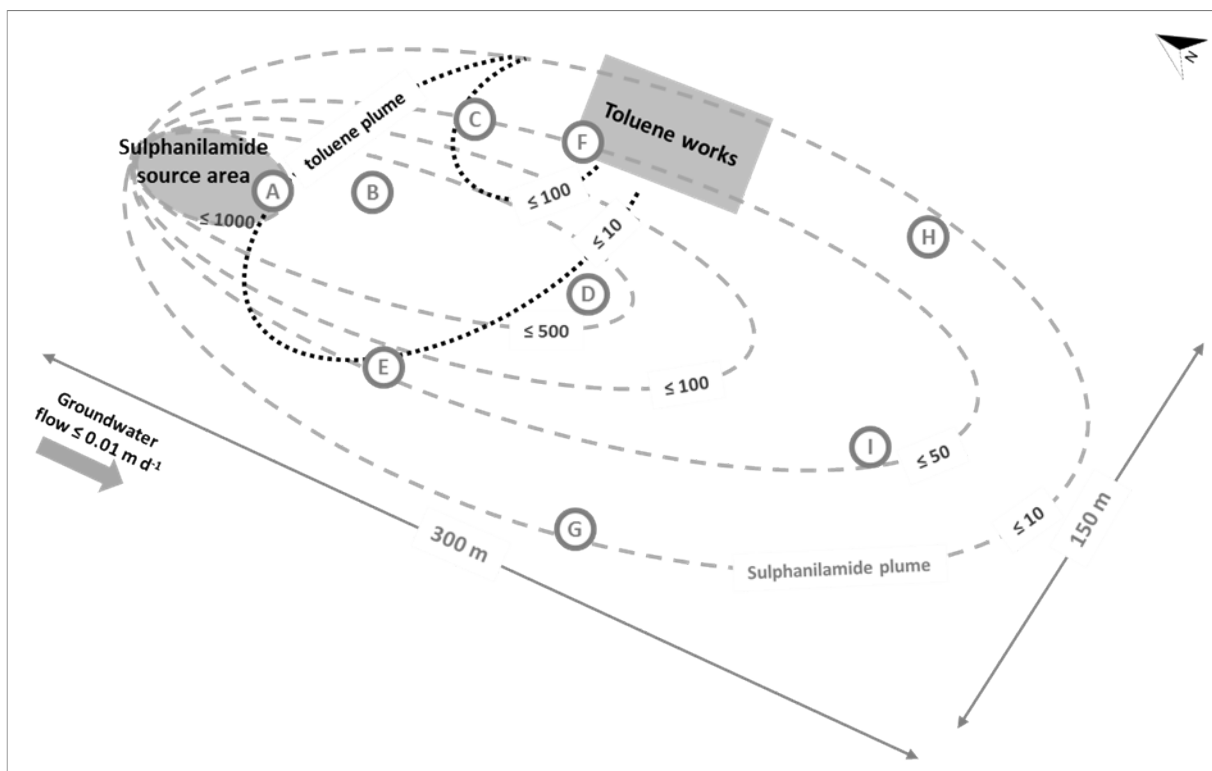 N
Sulphanilamide
source area
toluene plume
Toluene works
A
B
C
F
≤ 1000
≤ 100
≤ 10
H
D
≤ 500
E
≤ 100
Groundwater
flow ≤ 0.01 m d-1
I
≤ 50
G
300 m
≤ 10
150 m
Sulphanilamide plume